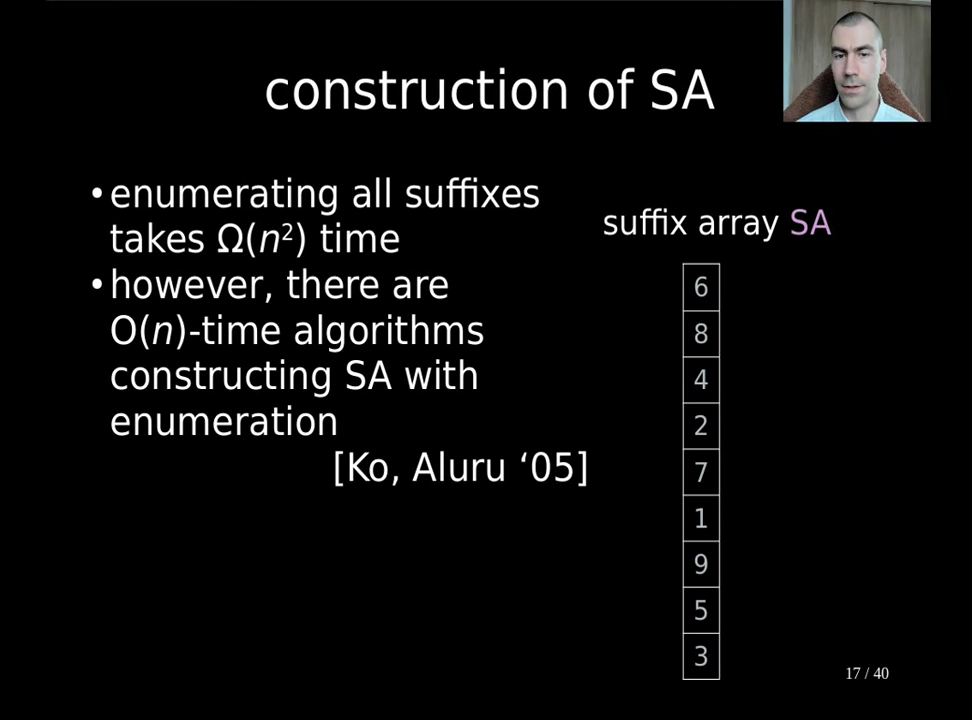 construction of SA
•enumerating all suffixes
takes Ω(n²) time
•however, there are
O(n)-time algorithms
constructing SA with
enumeration
[Ko, Aluru ‘05]
suffix array SA
6
8
4
2
7
1
9
5
3
17 / 40